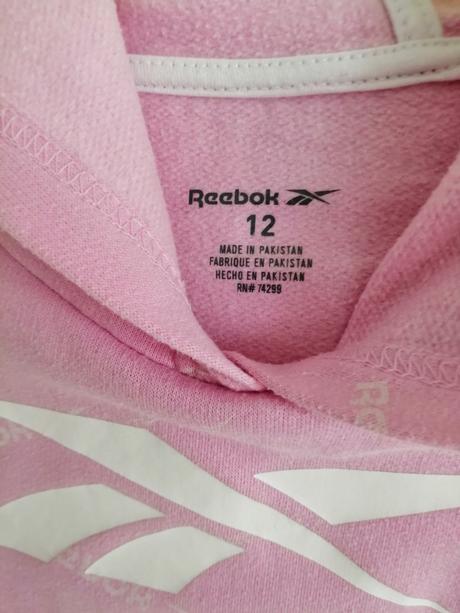 Reebok
12
MADE IN PAKISTAN
FABRIQUE EN PAKISTAN
HECHO EN PAKISTAN
RN# 74299